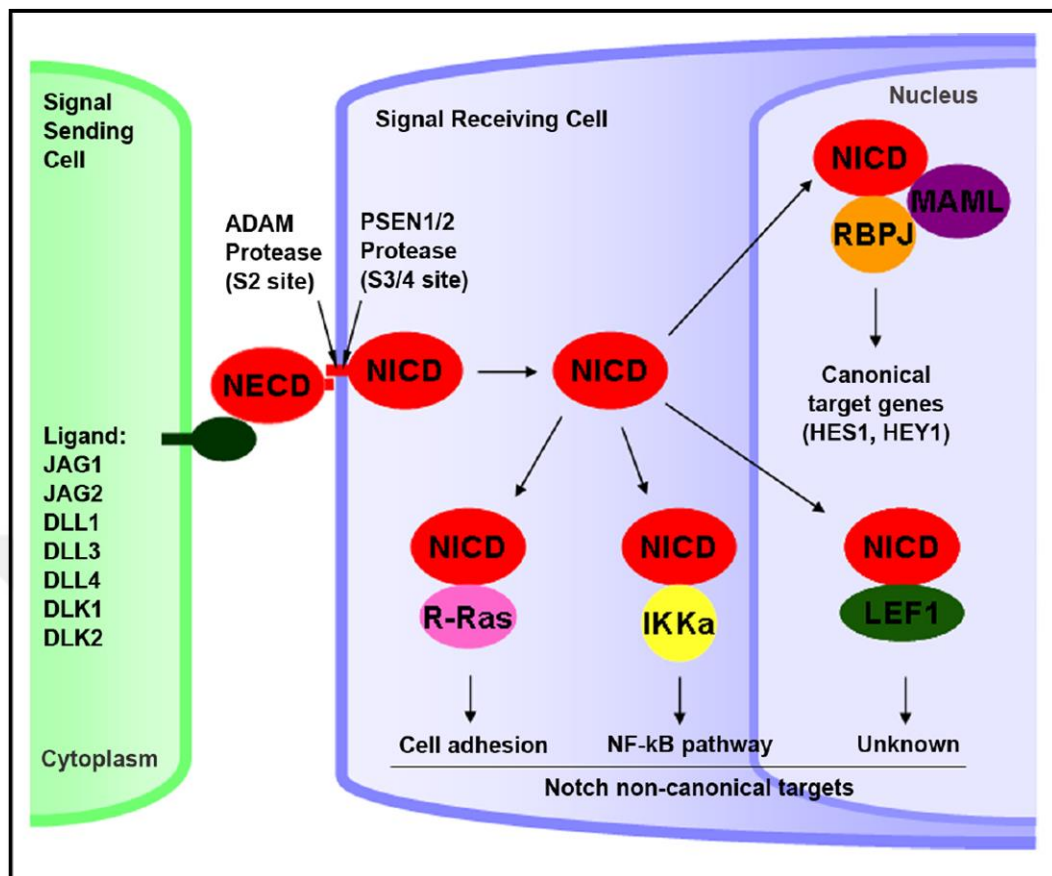 Signal
Sending
Cell
Signal Receiving Cell
Nucleus
ADAM
Protease
(S2 site)
PSEN1/2
Protease
(S3/4 site)
NECD
NICD
NICD
NICD
MAML
RBPJ
Canonical
target genes
(HES1, HEY1)
Ligand:
JAG1
JAG2
DLL1
DLL3
DLL4
DLK1
DLK2
Cytoplasm
NICD
R-Ras
Cell adhesion
NICD
IKKa
NF-kB pathway
NICD
LEF1
Unknown
Notch non-canonical targets